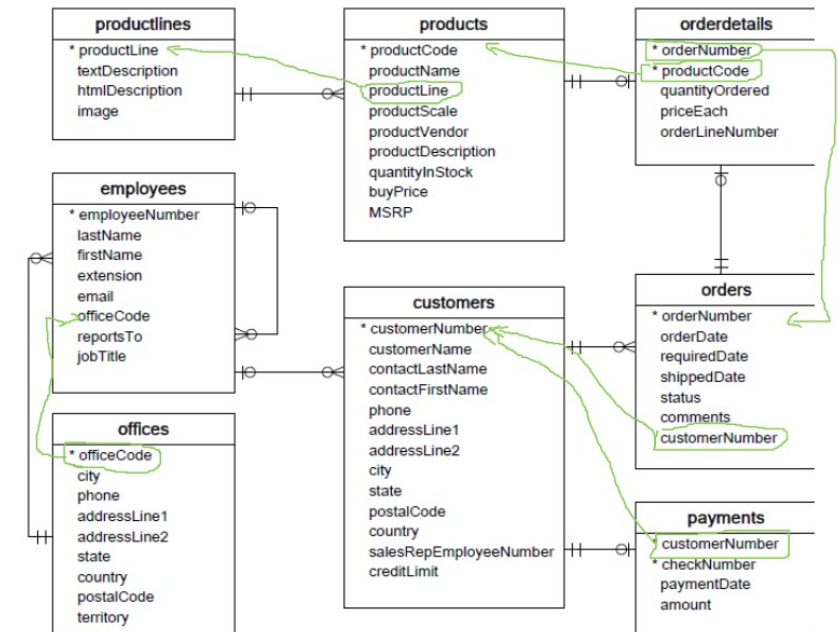 productlines
* productLine
textDescription
htmlDescription
image
products
* productCode
productName
productLine
productScale
productVendor
productDescription
quantityInStock
buyPrice
MSRP
orderdetails
* orderNumber
* productCode
quantityOrdered
priceEach
orderLineNumber
employees
* employeeNumber
lastName
firstName
extension
email
officeCode
reportsTo
jobTitle
customers
* customerNumber
customerName
contactLastName
contactFirstName
phone
addressLine1
addressLine2
city
state
postalCode
country
salesRepEmployeeNumber
creditLimit
orders
* orderNumber
orderDate
requiredDate
shippedDate
status
comments
customerNumber
offices
* officeCode
city
phone
addressLine1
addressLine2
state
country
postalCode
territory
payments
* customerNumber
* checkNumber
paymentDate
amount